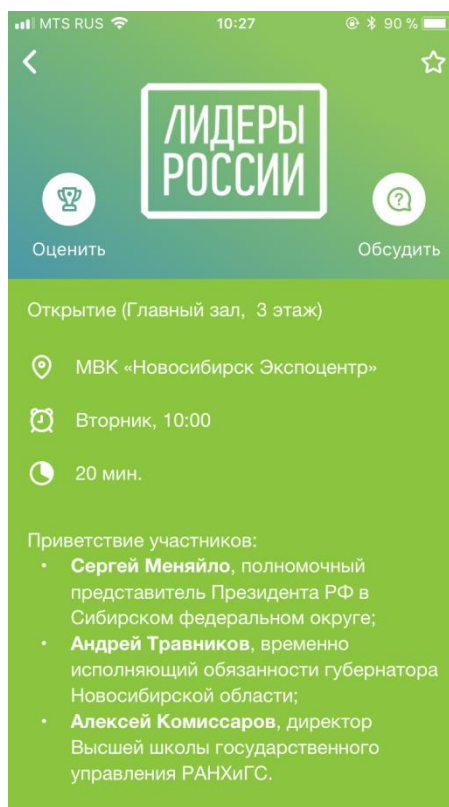 MTS RUS 10:27 90 %
ЛИДЕРЫ
РОССИИ
Оценить Обсудить
Открытие (Главный зал, 3 этаж)
МВК «Новосибирск Экспоцентр»
Вторник, 10:00
20 мин.
Приветствие участников:
• Сергей Меняйло, полномочный
представитель Президента РФ в
Сибирском федеральном округе;
• Андрей Травников, временно
исполняющий обязанности губернатора
Новосибирской области;
• Алексей Комиссаров, директор
Высшей школы государственного
управления РАНХиГС.